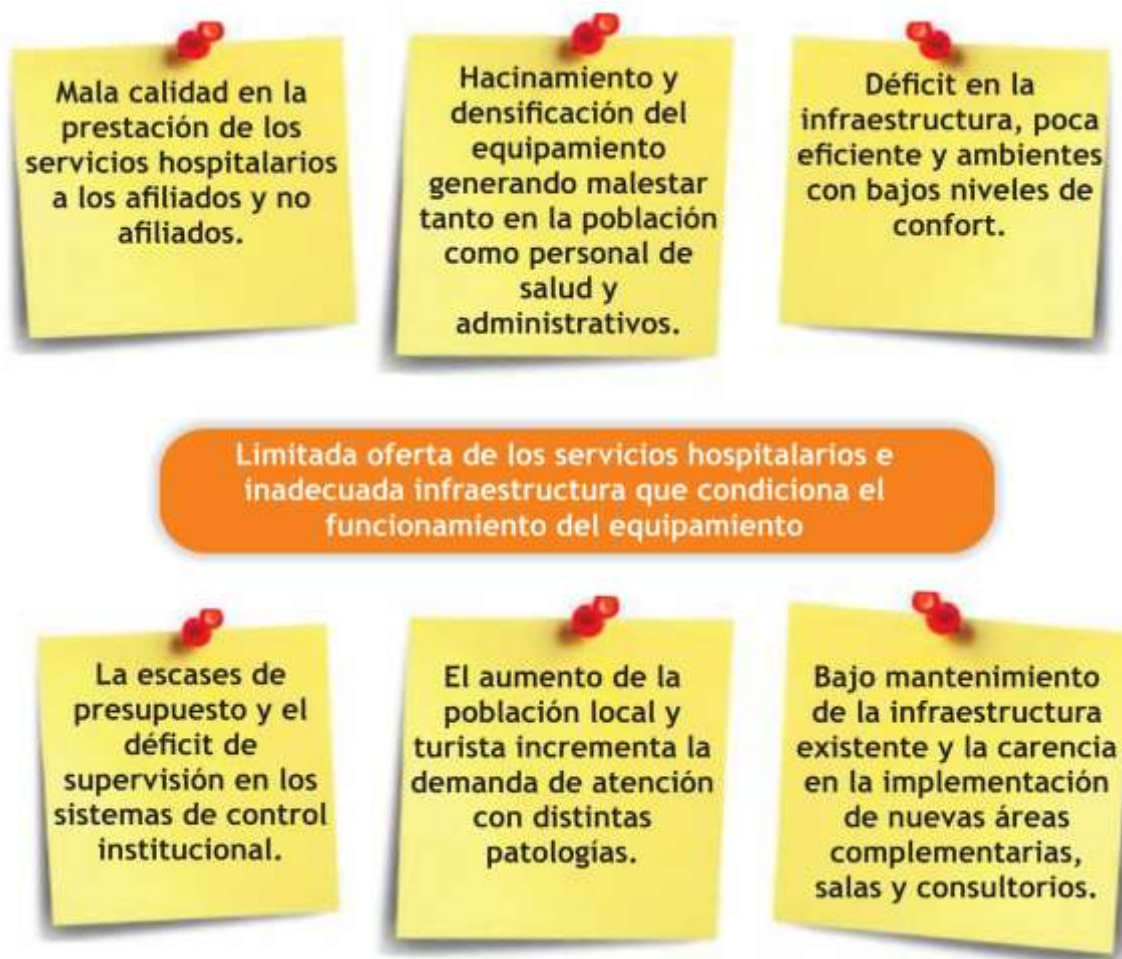 Mala calidad en la
prestación de los
servicios hospitalarios
a los afiliados y no
afiliados.
Hacinamiento y
densificación del
equipamiento
generando malestar
tanto en la población
como personal de
salud y
administrativos.
Déficit en la
infraestructura, poca
eficiente y ambientes
con bajos niveles de
confort.
Limitada oferta de los servicios hospitalarios e
inadecuada infraestructura que condiciona el
funcionamiento del equipamiento
La escases de
presupuesto y el
déficit de
supervisión en los
sistemas de control
institucional.
El aumento de la
población local y
turista incrementa la
demanda de atención
con distintas
patologías.
Bajo mantenimiento
de la infraestructura
existente y la carencia
en la implementación
de nuevas áreas
complementarias,
salas y consultorios.